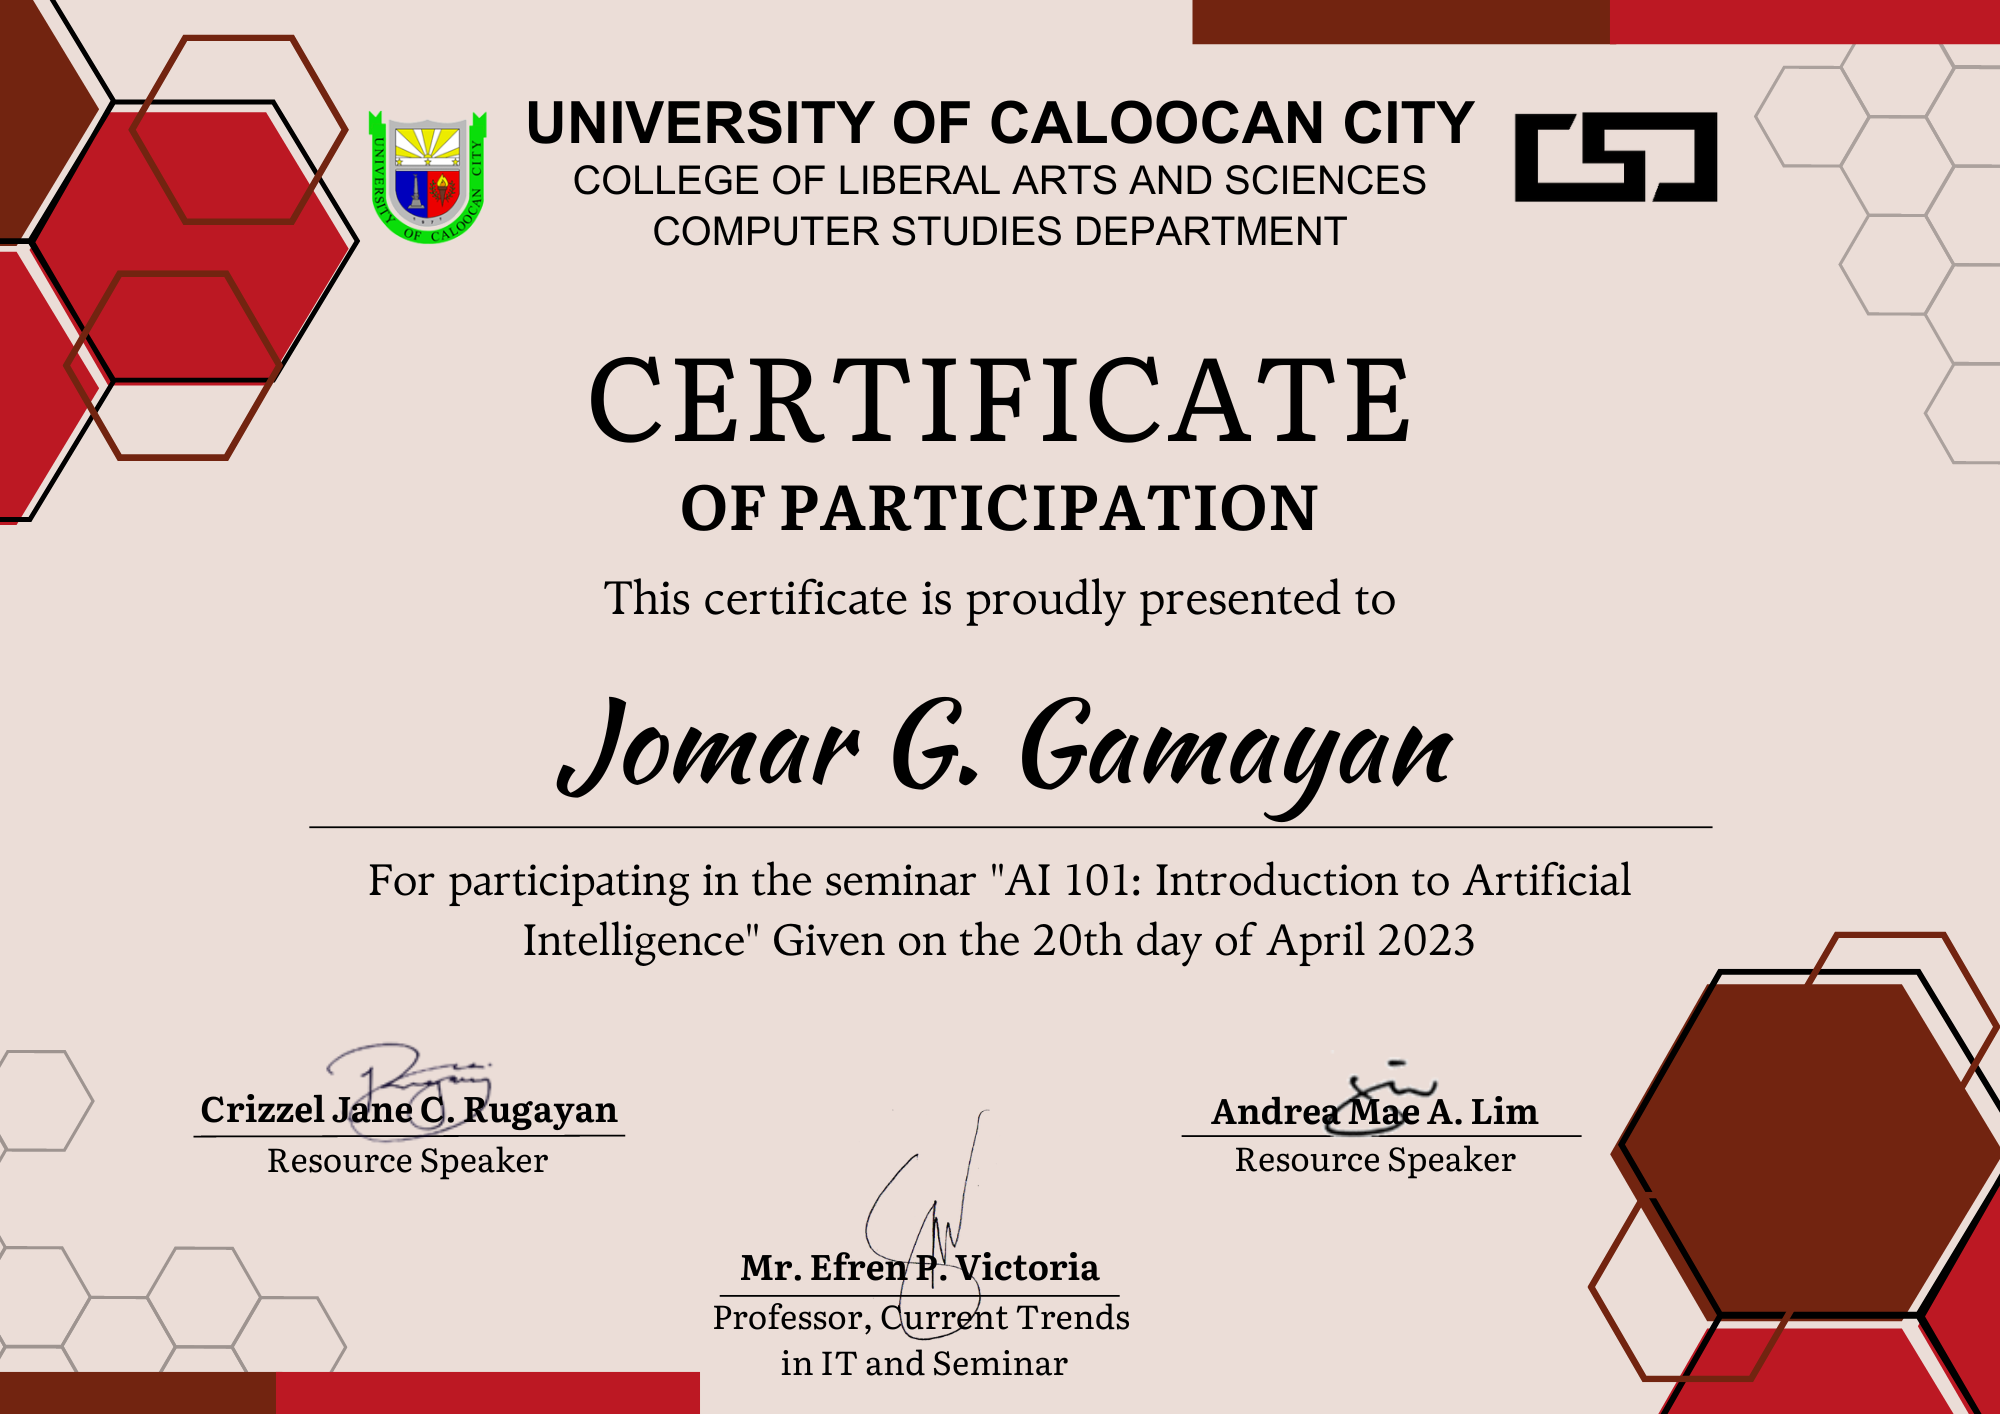 UNIVERSITY OF CALOOCAN CITY
COLLEGE OF LIBERAL ARTS AND SCIENCES
COMPUTER STUDIES DEPARTMENT
UNIVERSITY OF CALOOCAN CITY
CSD
CERTIFICATE
OF PARTICIPATION
This certificate is proudly presented to
Jomar G. Gamayan
For participating in the seminar "AI 101: Introduction to Artificial
Intelligence" Given on the 20th day of April 2023
Crizzel Jane C. Rugayan
Resource Speaker
Andrea Mae A. Lim
Resource Speaker
Mr. Efren P. Victoria
Professor, Current Trends
in IT and Seminar